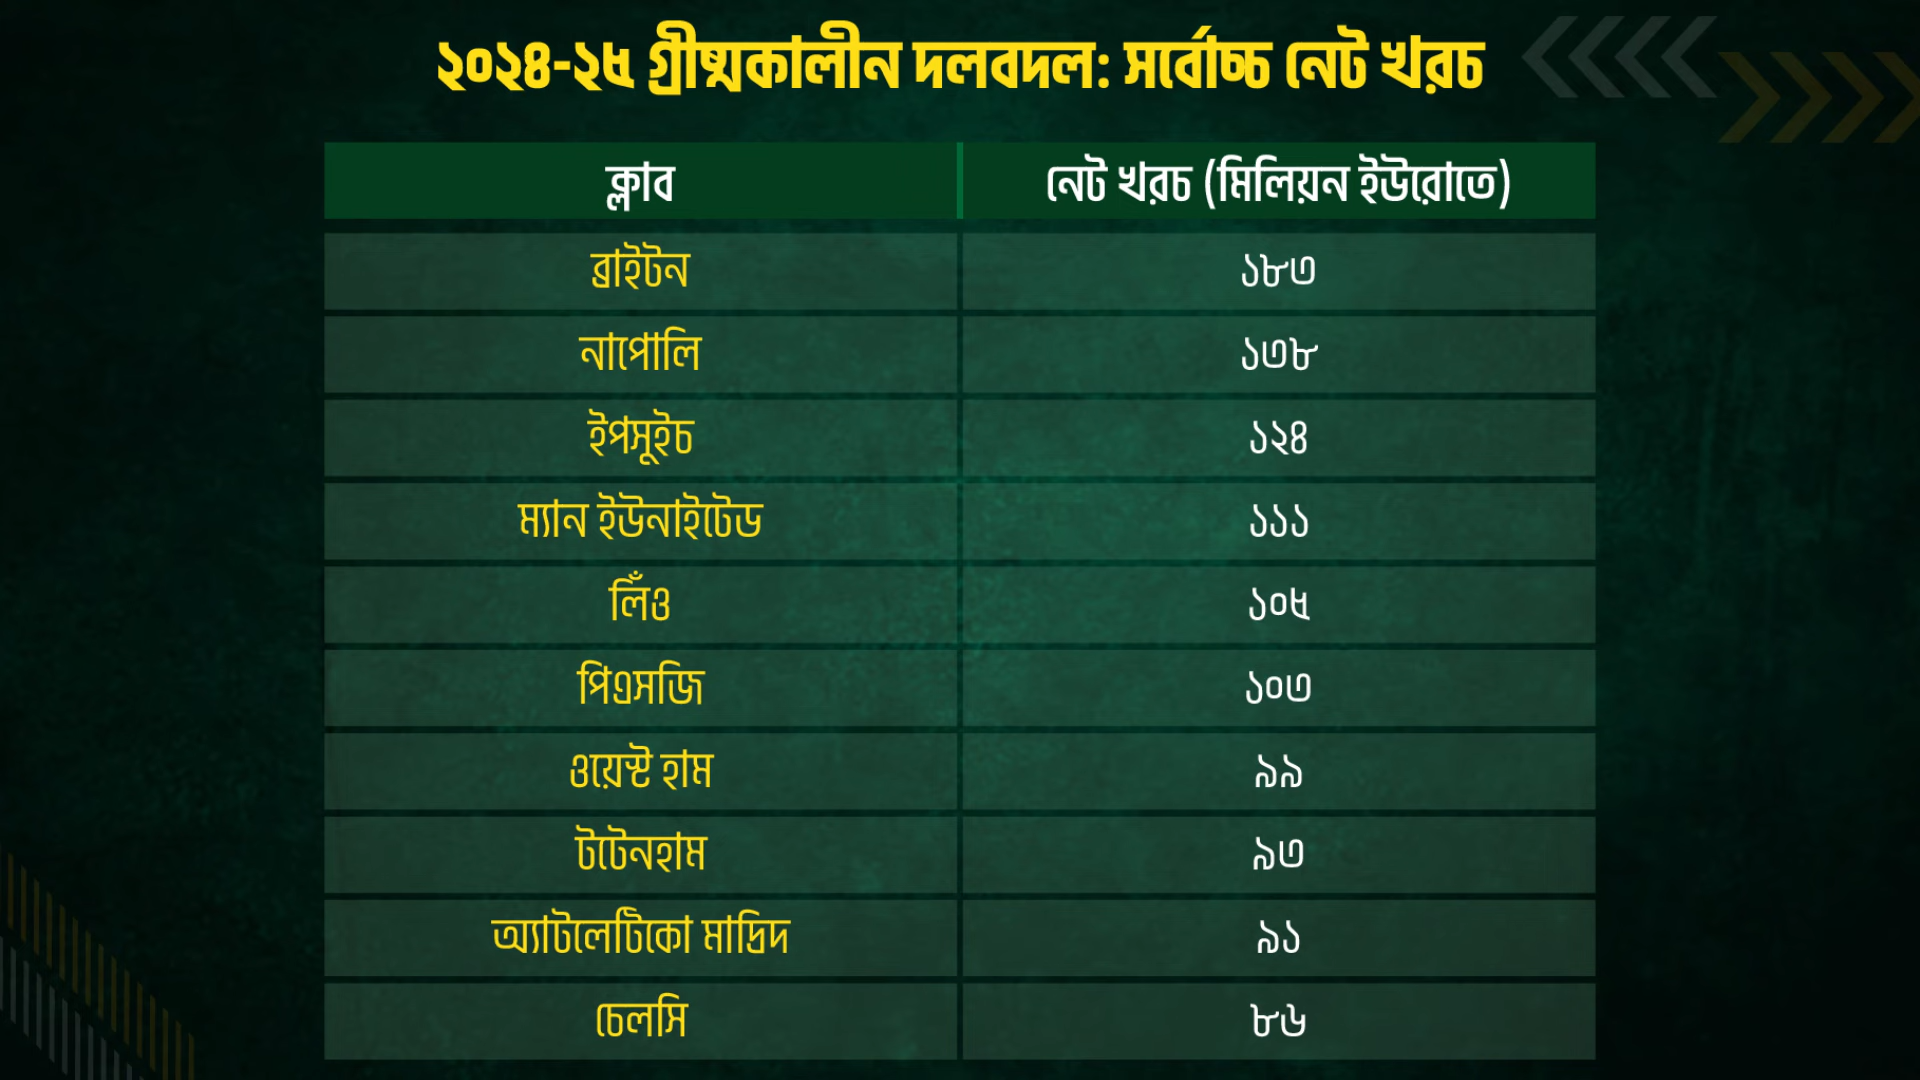 ২০২৪-২৫ গ্রীষ্মকালীন দলবদল: সর্বোচ্চ নেট খরচ
ক্লাব নেট খরচ (মিলিয়ন ইউরোতে)
ব্রাইটন ১৮৩
নাপোলি ১৩৮
ইপসুইচ ১২৪
ম্যান ইউনাইটেড ১১১
লিঁও ১০৫
পিএসজি ১০৩
ওয়েস্ট হাম ৯৯
টটেনহাম ৯৩
অ্যাটলেটিকো মাদ্রিদ ৯১
চেলসি ৮৬